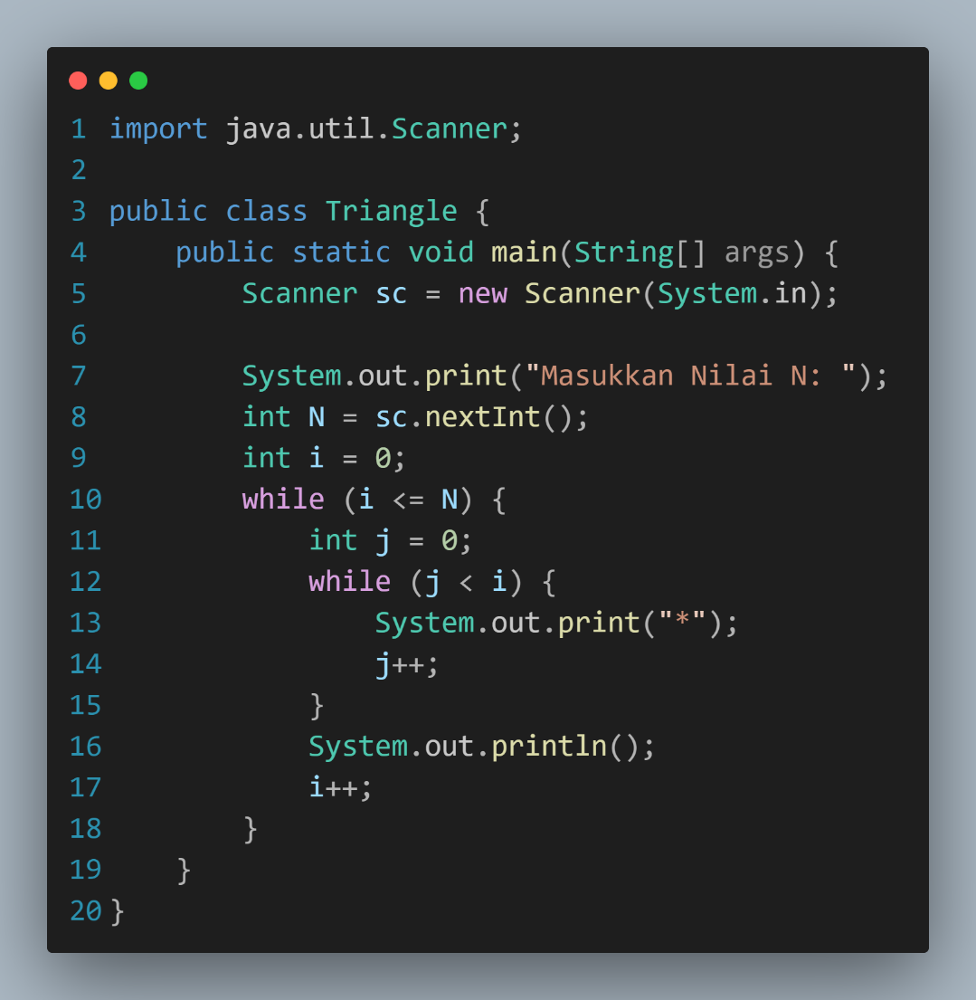 1 import java.util.Scanner;
2
3 public class Triangle {
4     public static void main(String[] args) {
5         Scanner sc = new Scanner(System.in);
6
7         System.out.print("Masukkan Nilai N: ");
8         int N = sc.nextInt();
9         int i = 0;
10         while (i <= N) {
11             int j = 0;
12             while (j < i) {
13                 System.out.print("*");
14                 j++;
15             }
16             System.out.println();
17             i++;
18         }
19     }
20 }